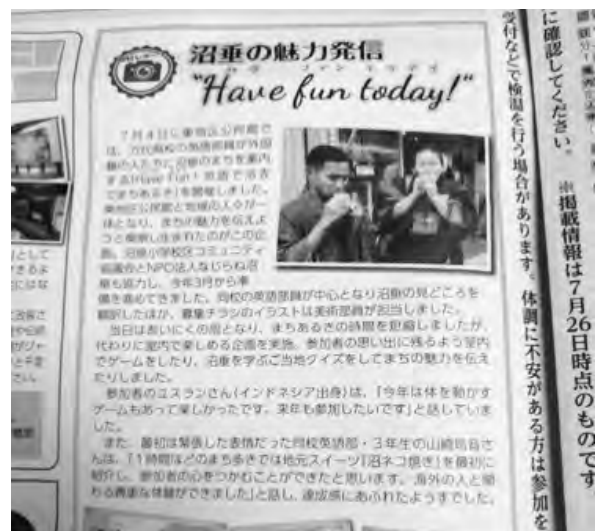 沼垂の魅力発信
ハヴ ファン トゥデイ
"Have fun today!"
7月4日に東地区公民館で
は、万代高校の英語部員が外国
籍の人たちに沼垂のまちを案内
する「Have Fun！英語で沼垂
でまちあるき」を開催しました。
東地区公民館と地域の人々が一
体となり、まちの魅力を伝えよ
うと
生まれたのがこの企
画。沼垂小学校区コミュニティ
協議会とNPO法人なじらね沼
垂も協力し、今年3月から準
備を進めてきました。同校の英語部員が中心となり沼垂の見どころを
翻訳したほか、募集チラシのイラストは美術部員が担当しました。
当日はあいにくの雨となり、まちあるきの時間を短縮しましたが、
代わりに室内で楽しめる企画を実施。参加者の思い出に残るよう室内
でゲームをしたり、沼垂を学ぶご当地クイズをしてまちの魅力を伝え
たりしました。
参加者のユスランさん（インドネシア出身）は、「今年は体を動かす
ゲームもあって楽しかったです。来年も参加したいです」と話していま
した。
また、最初は緊張した表情だった同校英語部・3年生の山崎
さ
んは、「1時間ほどのまち歩きでは地元スイーツ『沼ネコ焼き』を最初に
紹介し、参加者の心をつかむことができたと思います。海外の人と関
わる貴重な体験ができました」と話し、達成感にあふれたようすでした。
に確認してください。
※掲載情報は7月26日時点のものです。
受付などで検温を行う場合があります。体調に不安がある方は参加を